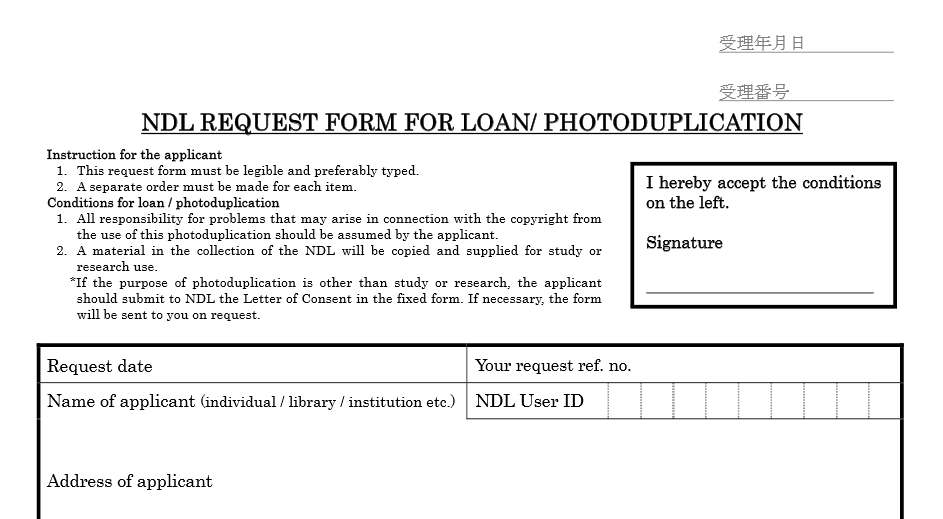 受理年月日
受理番号
NDL REQUEST FORM FOR LOAN/ PHOTODUPLICATION
Instruction for the applicant
1. This request form must be legible and preferably typed.
2. A separate order must be made for each item.
Conditions for loan / photoduplication
1. All responsibility for problems that may arise in connection with the copyright from
the use of this photoduplication should be assumed by the applicant.
2. A material in the collection of the NDL will be copied and supplied for study or
research use.
*If the purpose of photoduplication is other than study or research, the applicant
should submit to NDL the Letter of Consent in the fixed form. If necessary, the form
will be sent to you on request.
I hereby accept the conditions
on the left.
Signature
Request date
Your request ref. no.
Name of applicant (individual / library / institution etc.)
NDL User ID
Address of applicant